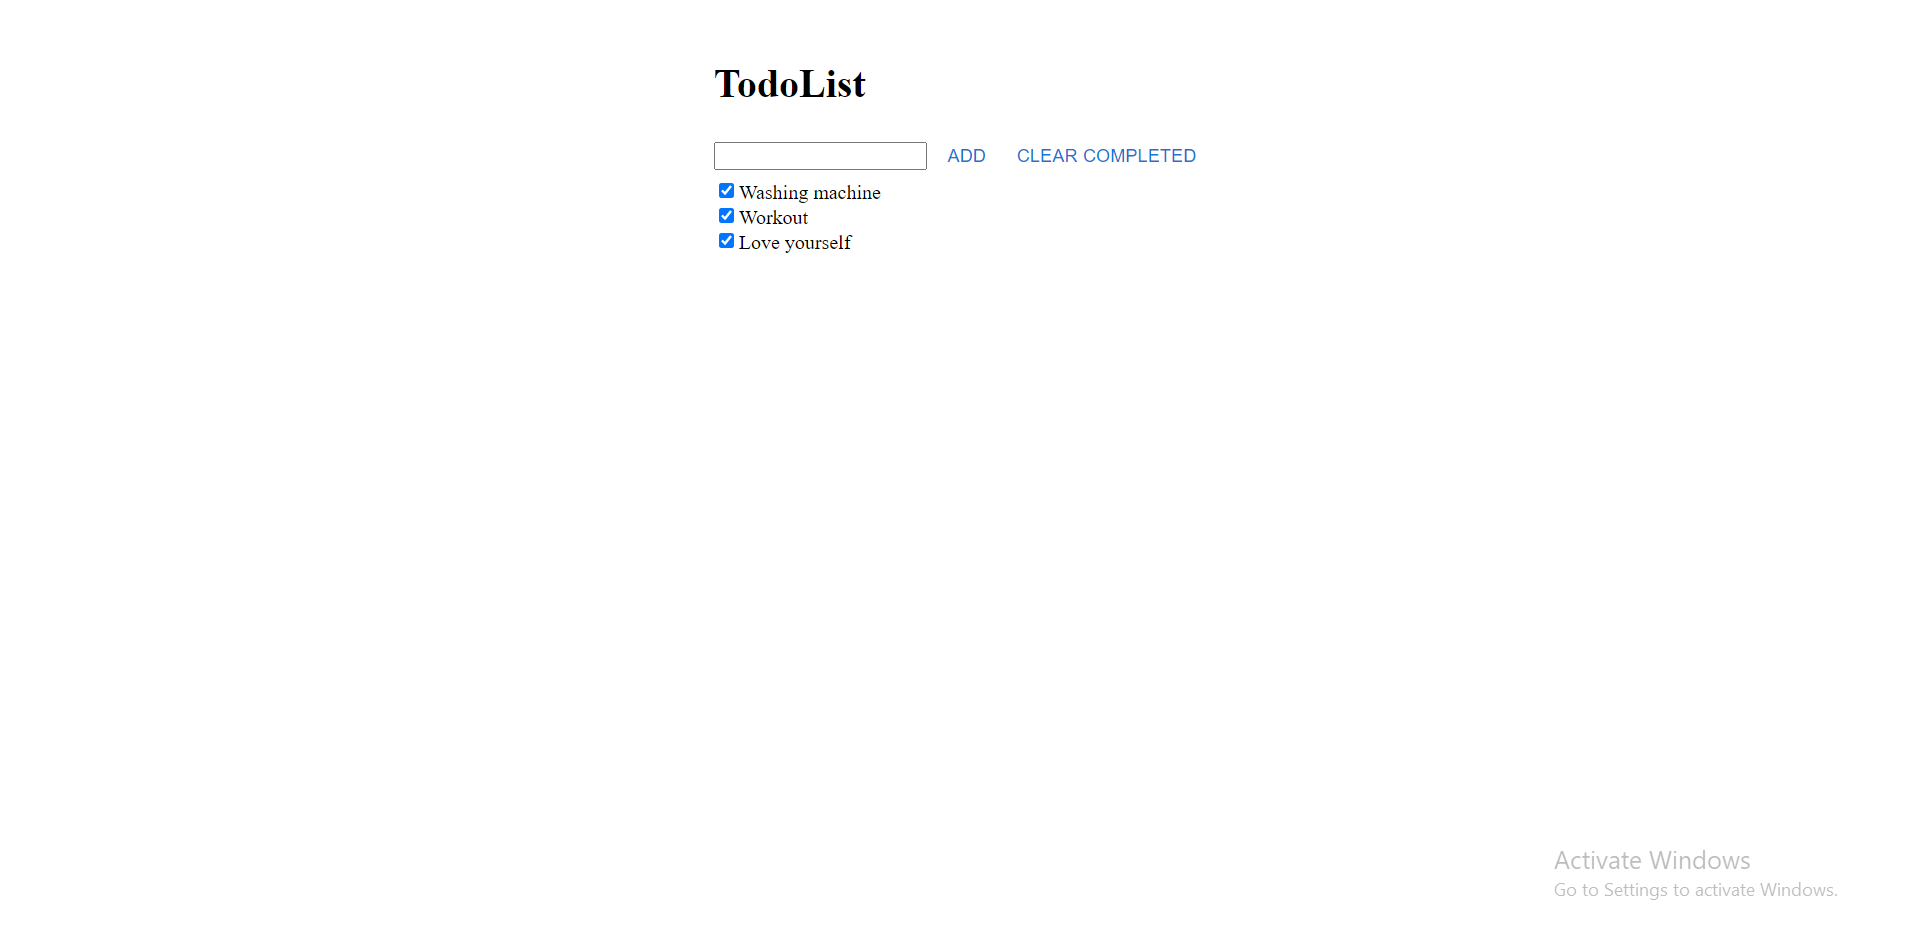 TodoList
ADD CLEAR COMPLETED
Washing machine
Workout
Love yourself
Activate Windows
Go to Settings to activate Windows.